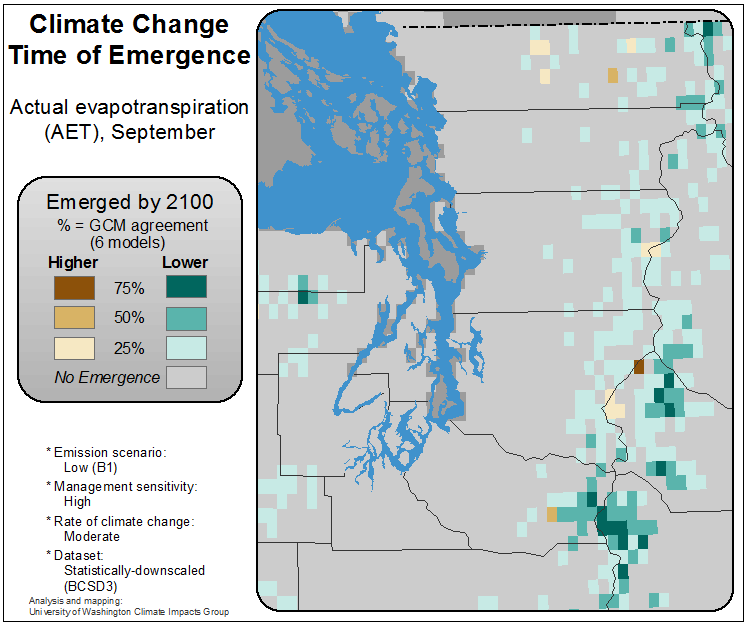 Climate Change
Time of Emergence
Actual evapotranspiration
(AET), September
Emerged by 2100
% = GCM agreement
(6 models)
Higher Lower
75%
50%
25%
No Emergence
* Emission scenario:
Low (B1)
* Management sensitivity:
High
* Rate of climate change:
Moderate
* Dataset:
Statistically-downscaled
(BCSD3)
Analysis and mapping:
University of Washington Climate Impacts Group